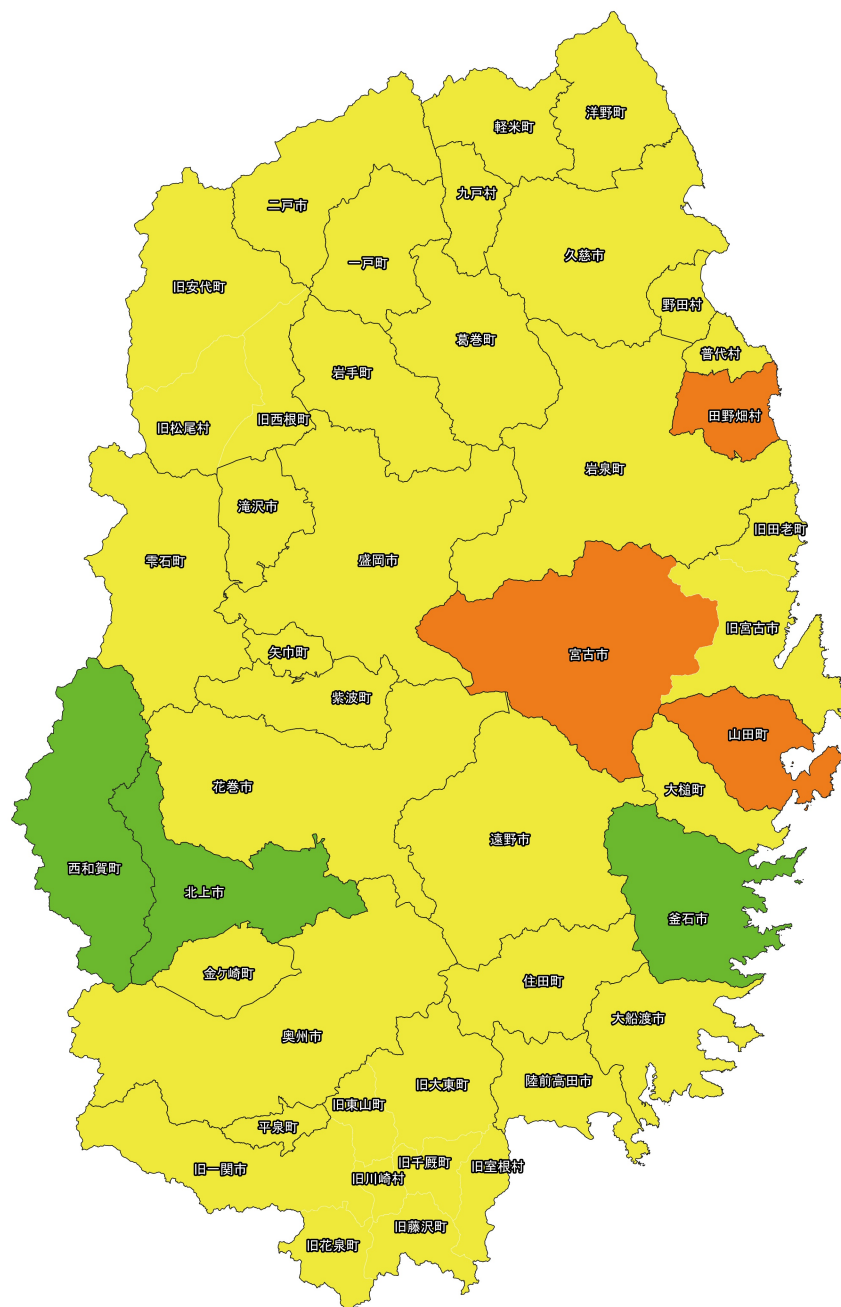 洋野町
軽米町
九戸村
二戸市
久慈市
一戸町
旧安代町
野田村
葛巻町
普代村
岩手町
田野畑村
旧西根町
旧松尾村
岩泉町
滝沢市
旧田老町
雫石町
盛岡市
旧宮古市
矢巾町
宮古市
紫波町
山田町
花巻市
大槌町
遠野市
西和賀町
北上市
釜石市
金ケ崎町
住田町
大船渡市
奥州市
陸前高田市
旧大東町
旧東山町
平泉町
旧千厩町
旧一関市
旧室根村
旧川崎村
旧藤沢町
旧花泉町